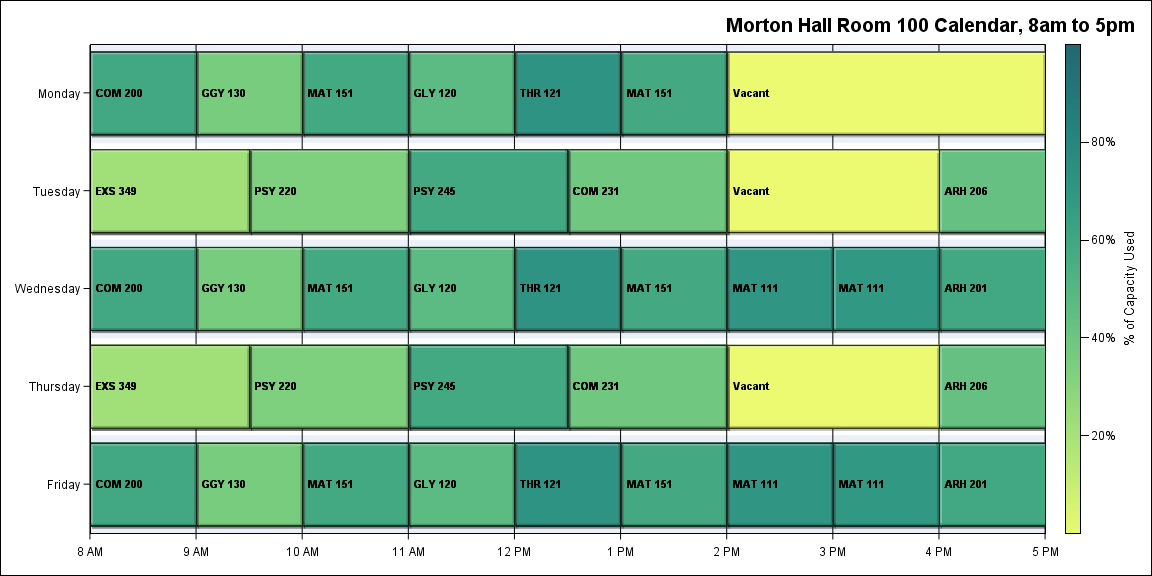 Morton Hall Room 100 Calendar, 8am to 5pm
Monday
COM 200 GGY 130 MAT 151 GLY 120 THR 121 MAT 151 Vacant
80%
Tuesday
EXS 349 PSY 220 PSY 245 COM 231 Vacant ARH 206
60%
% of Capacity Used
Wednesday
COM 200 GGY 130 MAT 151 GLY 120 THR 121 MAT 151 MAT 111 MAT 111 ARH 201
40%
Thursday
EXS 349 PSY 220 PSY 245 COM 231 Vacant ARH 206
20%
Friday
COM 200 GGY 130 MAT 151 GLY 120 THR 121 MAT 151 MAT 111 MAT 111 ARH 201
8 AM 9 AM 10 AM 11 AM 12 PM 1 PM 2 PM 3 PM 4 PM 5 PM